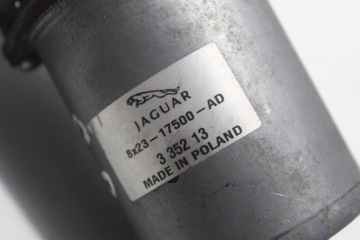 JAGUAR
8x23-17500-AD
3 352 13
MADE IN POLAND